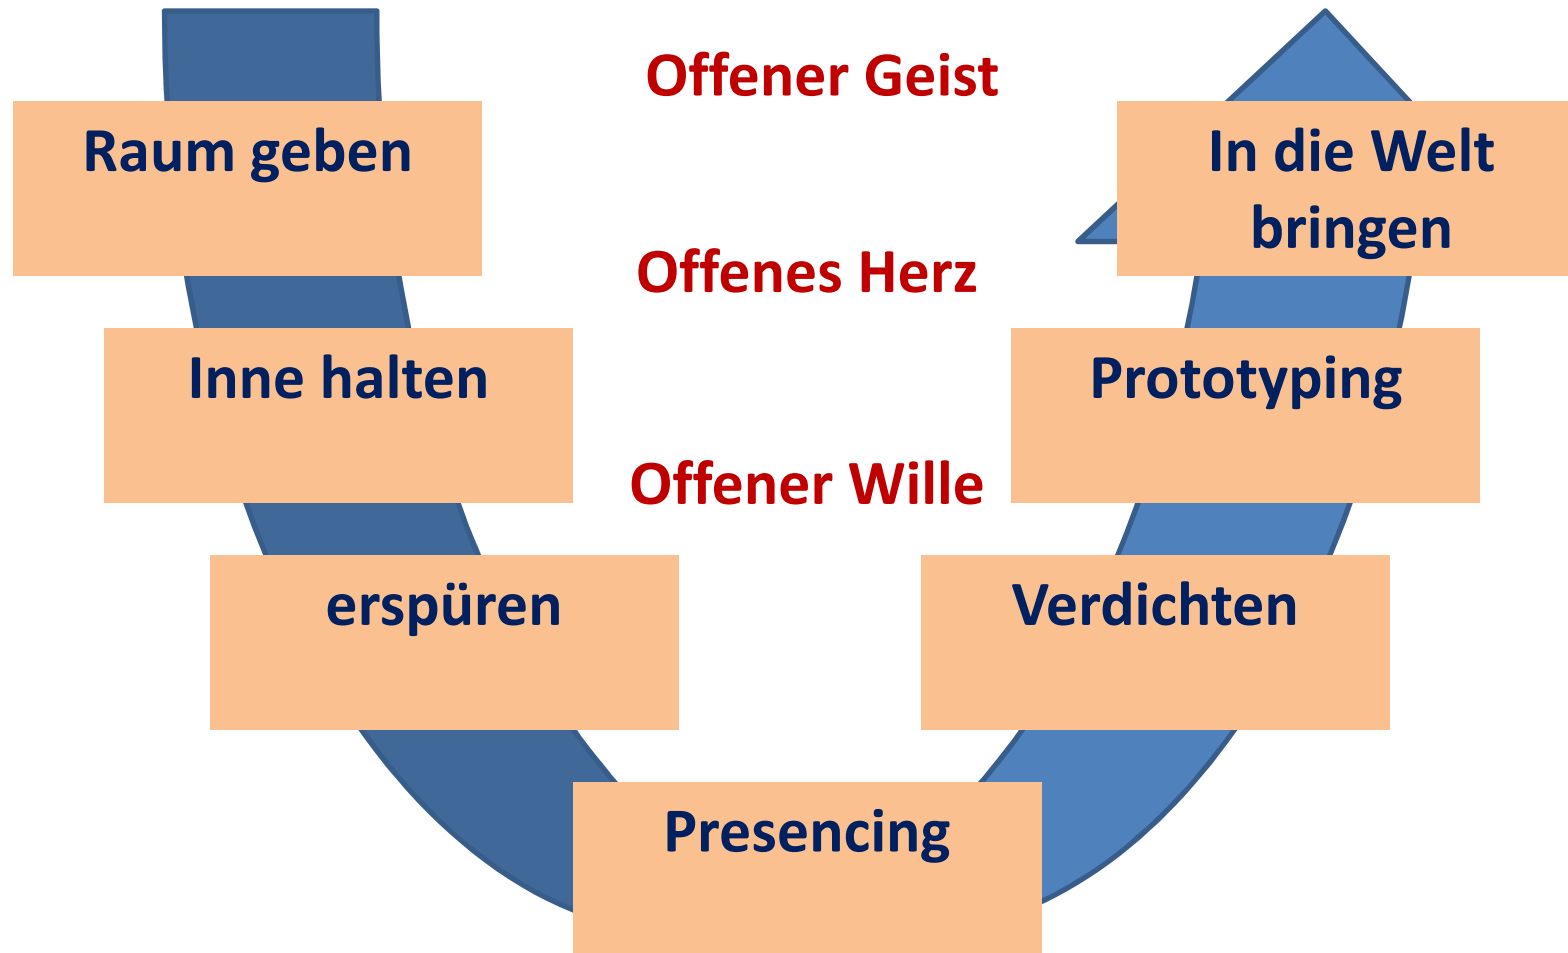 Offener Geist
Raum geben
In die Welt
bringen
Offenes Herz
Inne halten
Prototyping
Offener Wille
erspüren
Verdichten
Presencing